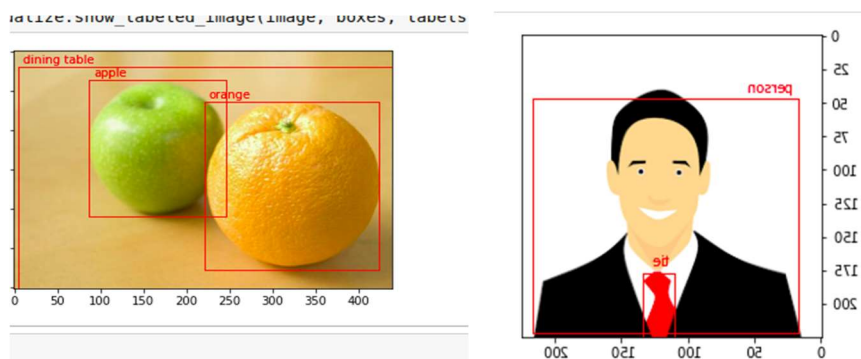 ualize.show_labeled_image(image, boxes, labels
dining table
apple
orange
0 50 100 150 200 250 300 350 400
person
tie
0
25
50
75
100
125
150
175
200
200 150 100 50 0